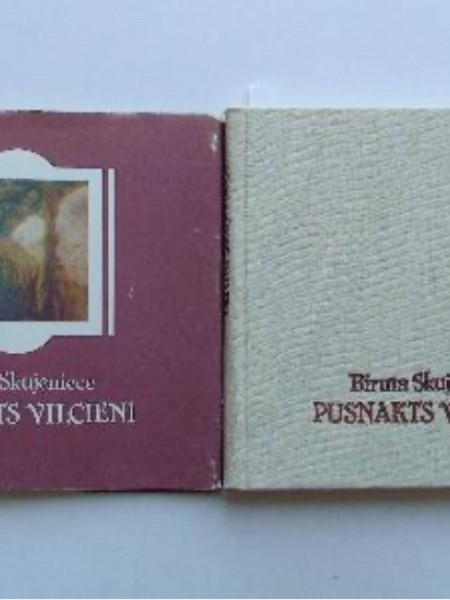 Skujeniece
TS VILCIENI
Biruta Skuj
PUSNAKTS V